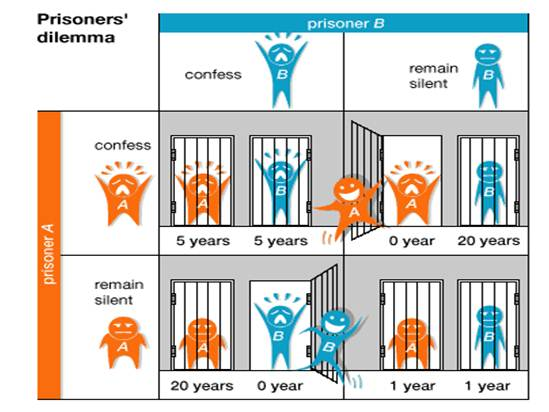 Prisoners'
dilemma
prisoner B
confess
B
remain
silent
B
prisoner A
confess
A
A
B
A
A
B
5 years 5 years
0 year 20 years
remain
silent
A
A
B
B
A
B
20 years 0 year
1 year 1 year